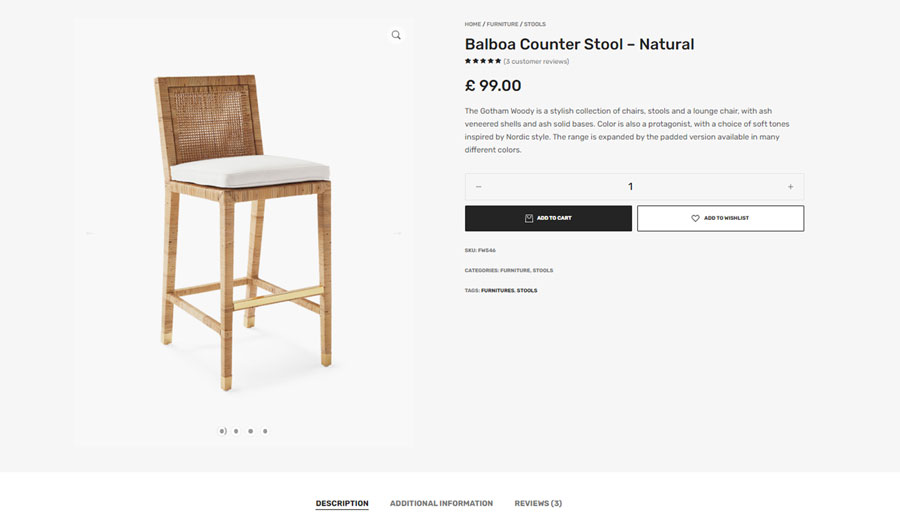 HOME / FURNITURE / STOOLS
Balboa Counter Stool – Natural
(3 customer reviews)
£ 99.00
The Gotham Woody is a stylish collection of chairs, stools and a lounge chair, with ash
veneered shells and ash solid bases. Color is also a protagonist, with a choice of soft tones
inspired by Nordic style. The range is expanded by the padded version available in many
different colors.
− 1 +
ADD TO CART ADD TO WISHLIST
SKU: FW546
CATEGORIES: FURNITURE, STOOLS
TAGS: FURNITURES, STOOLS
DESCRIPTION ADDITIONAL INFORMATION REVIEWS (3)